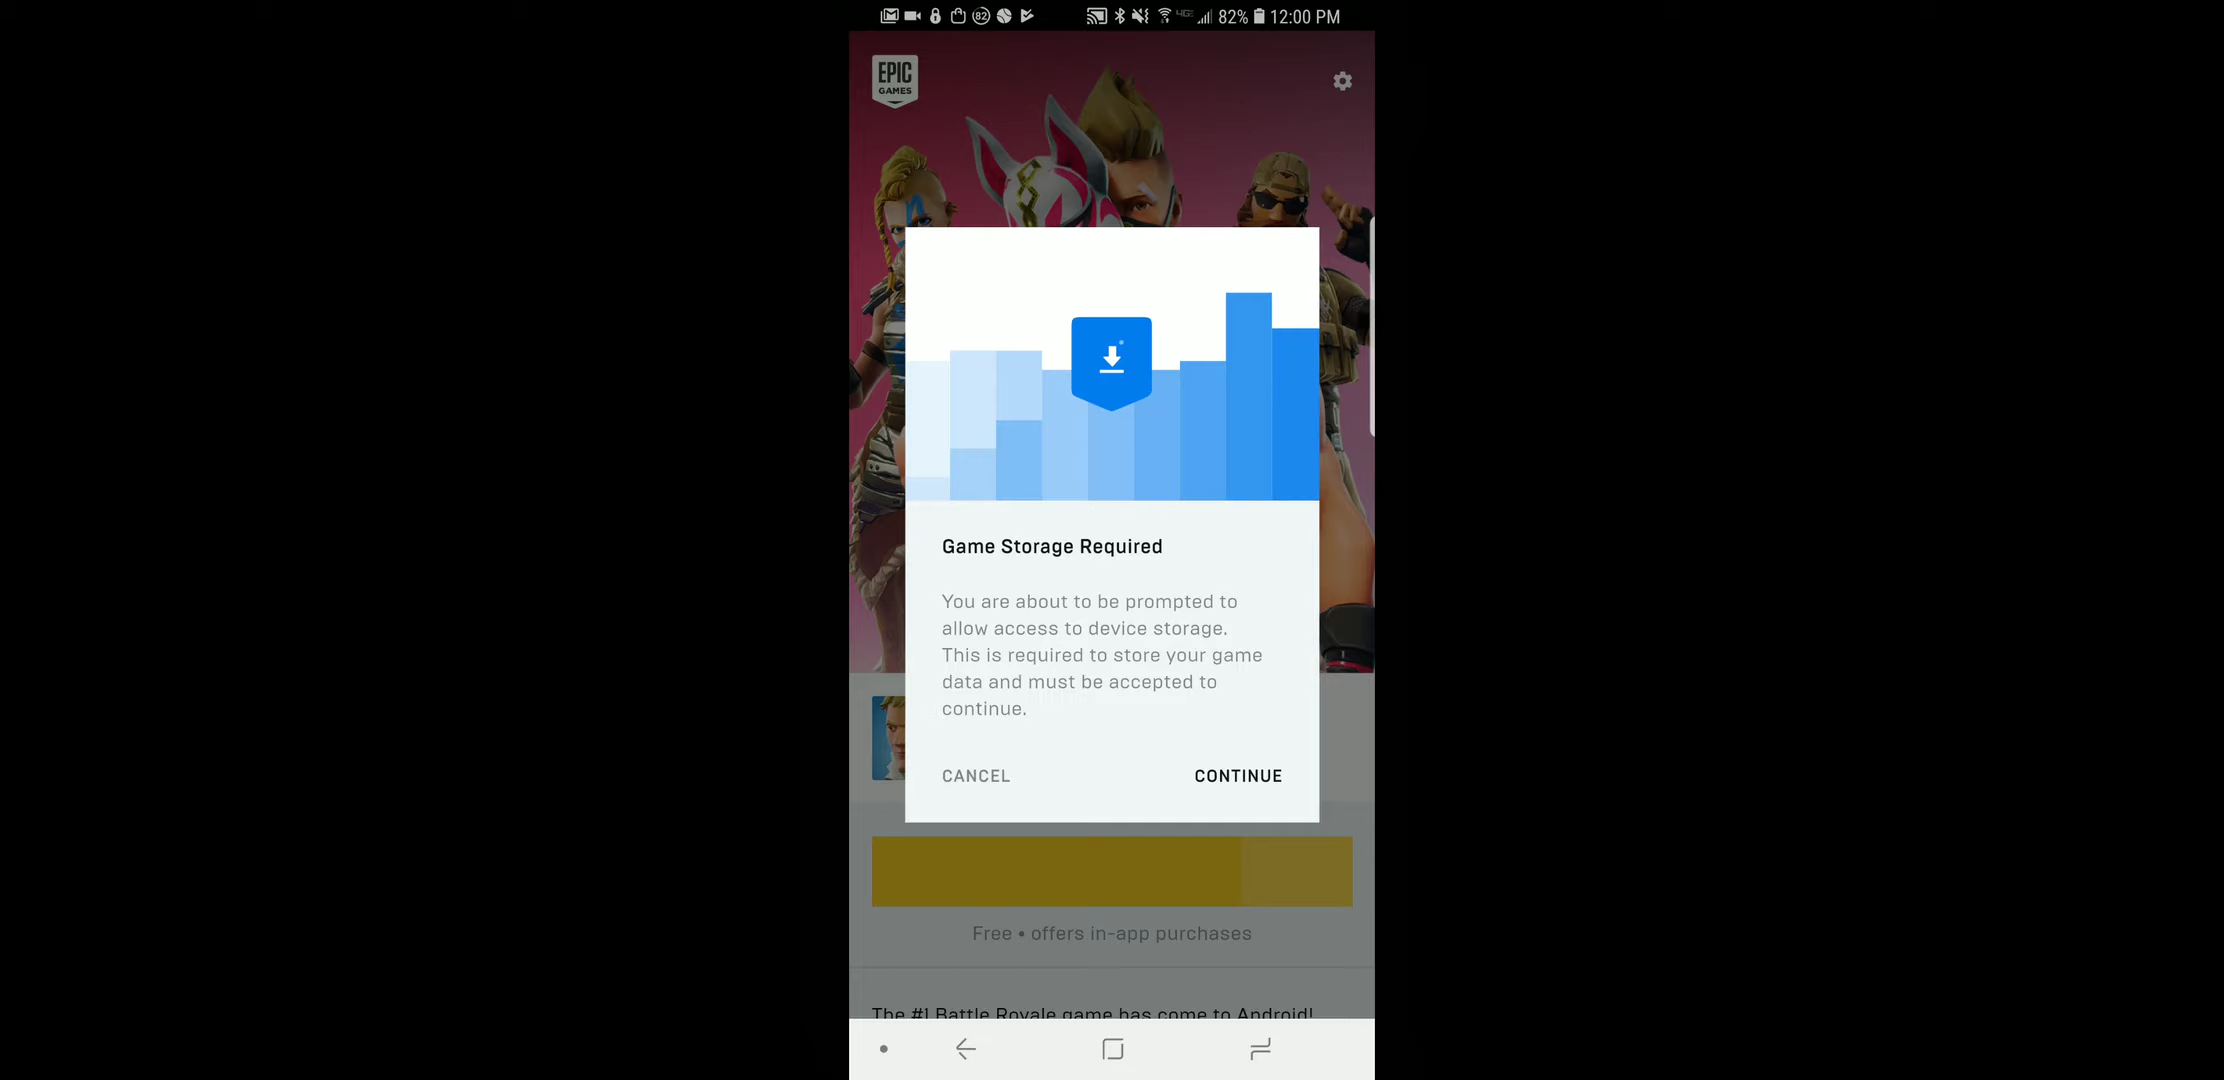 82 4G 82% 12:00 PM
EPIC
GAMES
Game Storage Required
You are about to be prompted to
allow access to device storage.
This is required to store your game
data and must be accepted to
continue.
CANCEL CONTINUE
Free • offers in-app purchases
The #1 Battle Royale game has come to Android!